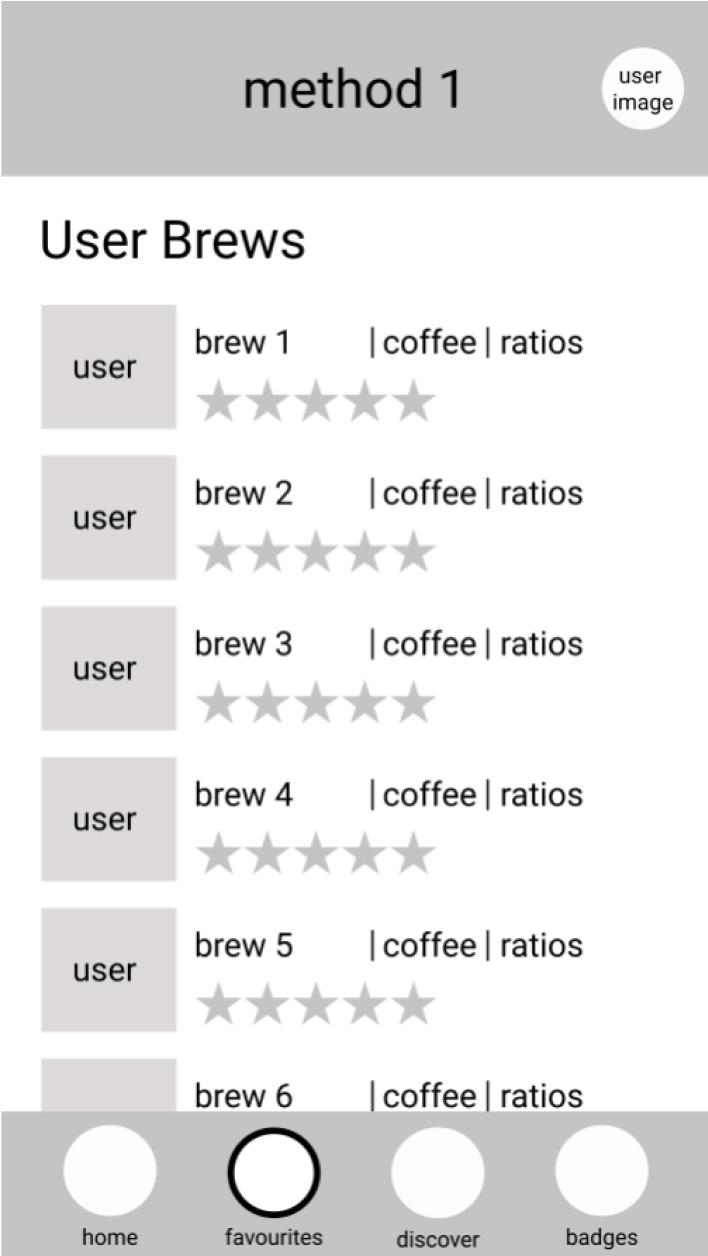 method 1
user
image
User Brews
user
brew 1 | coffee | ratios
user
brew 2 | coffee | ratios
user
brew 3 | coffee | ratios
user
brew 4 | coffee | ratios
user
brew 5 | coffee | ratios
brew 6 | coffee | ratios
home favourites discover badges